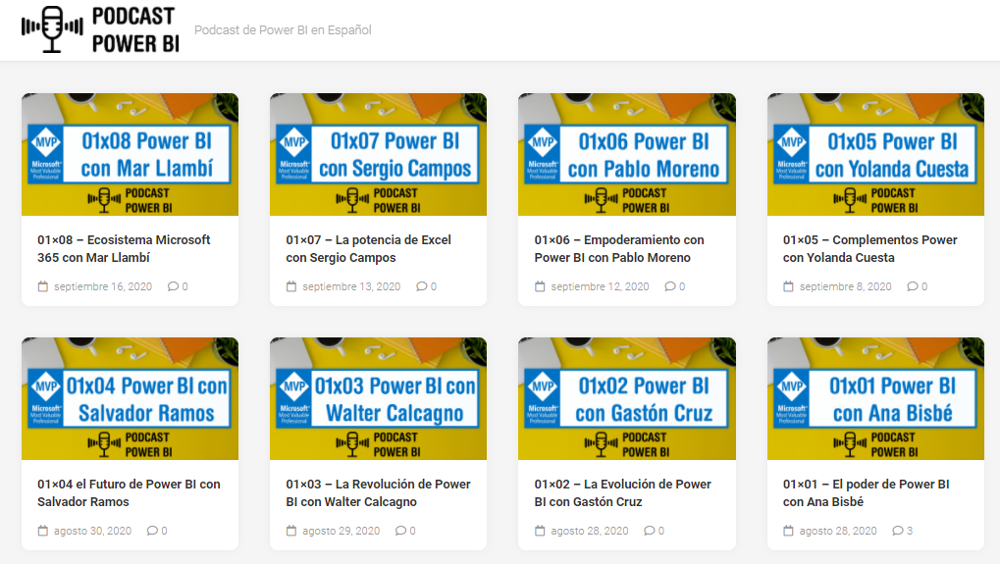 PODCAST
POWER BI
Podcast de Power BI en Español
MVP
Microsoft®
Most Valuable
Professional
01x08 Power BI
con Mar Llambí
PODCAST
POWER BI
01×08 – Ecosistema Microsoft
365 con Mar Llambí
septiembre 16, 2020 0
MVP
Microsoft®
Most Valuable
Professional
01x07 Power BI
con Sergio Campos
PODCAST
POWER BI
01×07 – La potencia de Excel
con Sergio Campos
septiembre 13, 2020 0
MVP
Microsoft®
Most Valuable
Professional
01x06 Power BI
con Pablo Moreno
PODCAST
POWER BI
01×06 – Empoderamiento con
Power BI con Pablo Moreno
septiembre 12, 2020 0
MVP
Microsoft®
Most Valuable
Professional
01x05 Power BI
con Yolanda Cuesta
PODCAST
POWER BI
01×05 – Complementos Power
con Yolanda Cuesta
septiembre 8, 2020 0
MVP
Microsoft®
Most Valuable
Professional
01x04 Power BI con
Salvador Ramos
PODCAST
POWER BI
01×04 el Futuro de Power BI con
Salvador Ramos
agosto 30, 2020 0
MVP
Microsoft®
Most Valuable
Professional
01x03 Power BI con
Walter Calcagno
PODCAST
POWER BI
01×03 – La Revolución de Power
BI con Walter Calcagno
agosto 29, 2020 0
MVP
Microsoft®
Most Valuable
Professional
01x02 Power BI
con Gastón Cruz
PODCAST
POWER BI
01×02 – La Evolución de Power
BI con Gastón Cruz
agosto 28, 2020 0
MVP
Microsoft®
Most Valuable
Professional
01x01 Power BI
con Ana Bisbé
PODCAST
POWER BI
01×01 – El poder de Power BI
con Ana Bisbé
agosto 28, 2020 3